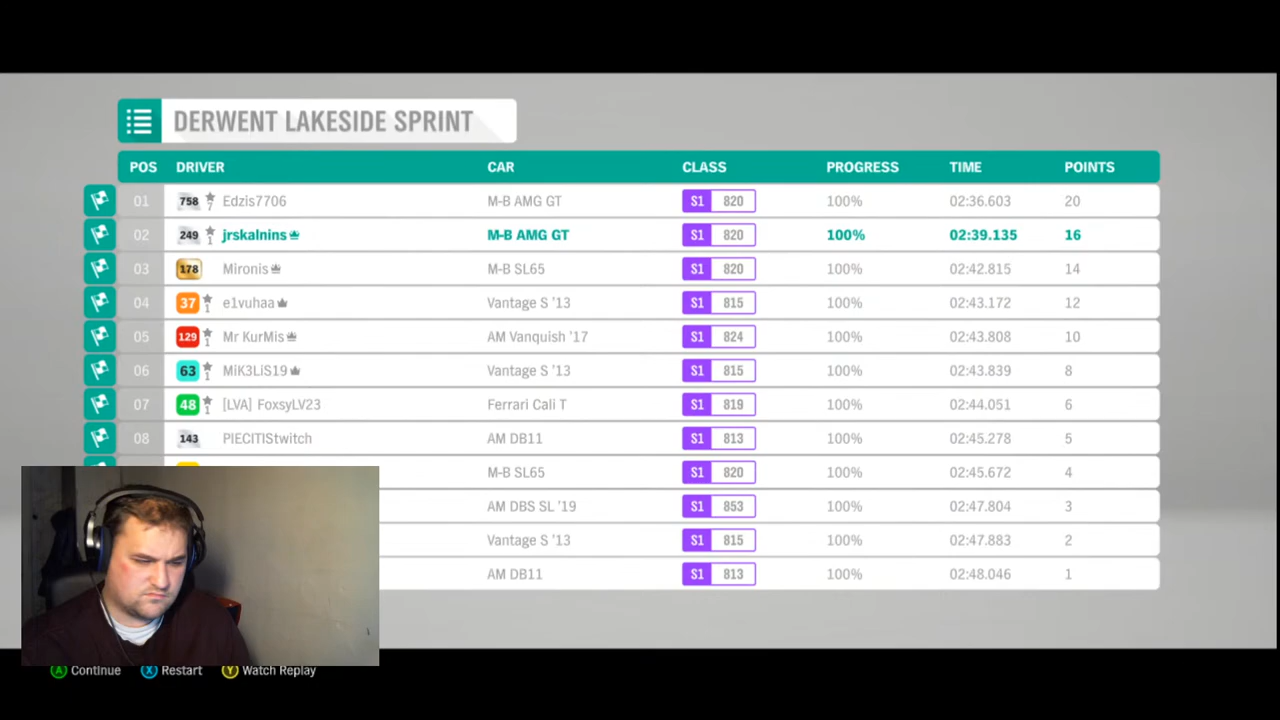 DERWENT LAKESIDE SPRINT
POS DRIVER CAR CLASS PROGRESS TIME POINTS
01 758 7 Edzis7706 M-B AMG GT S1 820 100% 02:36.603 20
02 249 1 jrskalnins M-B AMG GT S1 820 100% 02:39.135 16
03 178 Mironis M-B SL65 S1 820 100% 02:42.815 14
04 37 1 e1vuhaa Vantage S '13 S1 815 100% 02:43.172 12
05 129 1 Mr KurMis AM Vanquish '17 S1 824 100% 02:43.808 10
06 63 1 MiK3LiS19 Vantage S '13 S1 815 100% 02:43.839 8
07 48 1 [LVA] FoxsyLV23 Ferrari Cali T S1 819 100% 02:44.051 6
08 143 PIECITIStwitch AM DB11 S1 813 100% 02:45.278 5
M-B SL65 S1 820 100% 02:45.672 4
AM DBS SL '19 S1 853 100% 02:47.804 3
Vantage S '13 S1 815 100% 02:47.883 2
AM DB11 S1 813 100% 02:48.046 1
A Continue X Restart Y Watch Replay